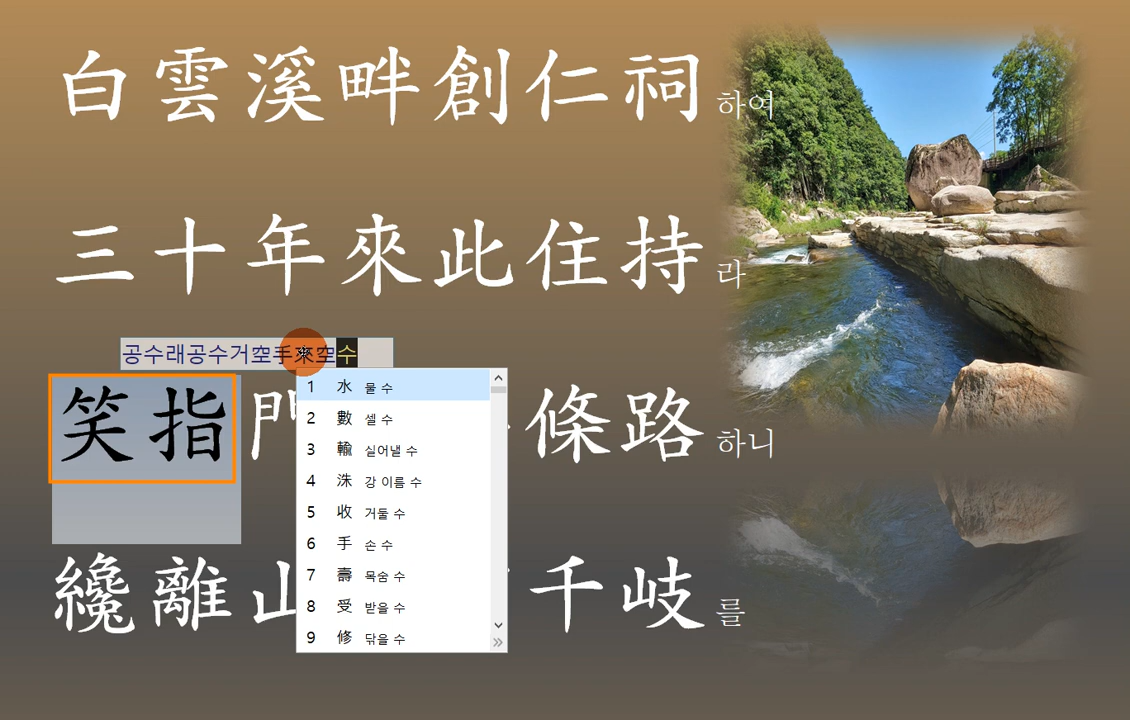 白雲溪畔創仁祠 하여
三十年來此住持 라
공수래공수거空手來空수
笑指門 條路 하니
1 水 물 수
2 數 셀 수
3 輸 실어낼 수
4 洙 강 이름 수
5 收 거둘 수
6 手 손 수
7 壽 목숨 수
8 受 받을 수
9 修 닦을 수
纔離山 千岐 를